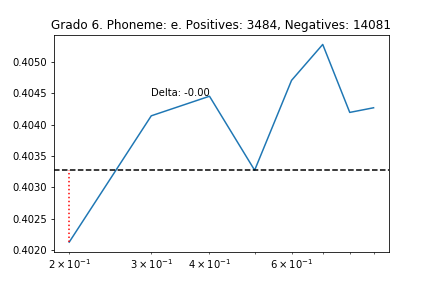 Grado 6. Phoneme: e. Positives: 3484, Negatives: 14081
0.4050
0.4045
0.4040
0.4035
0.4030
0.4025
0.4020
Delta: -0.00
2 × 10⁻¹ 3 × 10⁻¹ 4 × 10⁻¹ 6 × 10⁻¹